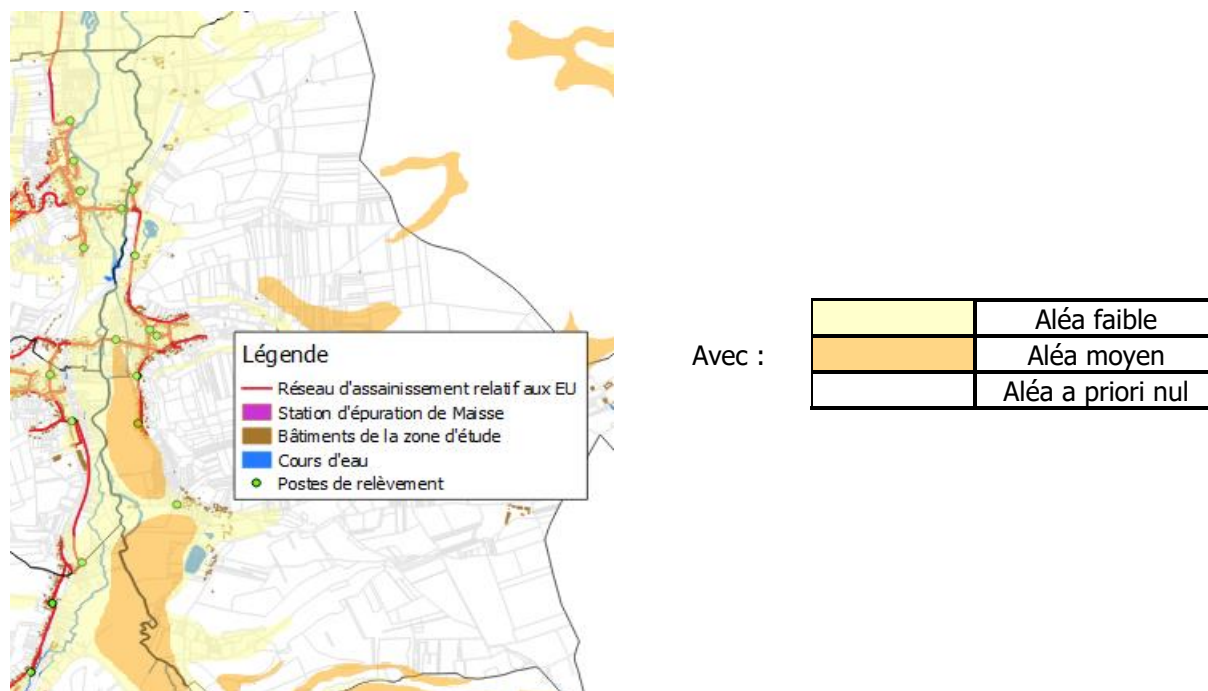 Légende
Réseau d'assainissement relatif aux EU
Station d'épuration de Maisse
Bâtiments de la zone d'étude
Cours d'eau
Postes de relèvement
Avec :
Aléa faible
Aléa moyen
Aléa a priori nul